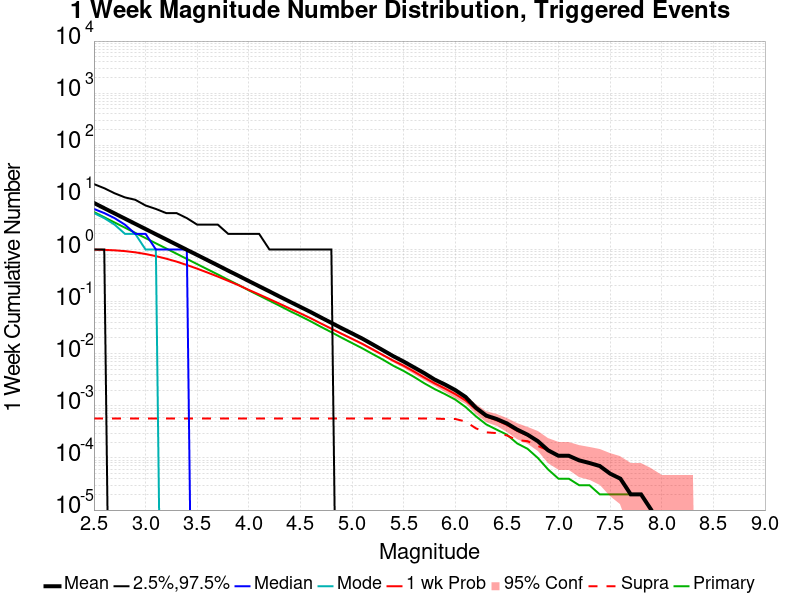 1 Week Magnitude Number Distribution, Triggered Events
10^4
10^3
10^2
10^1
10^0
10^-1
10^-2
10^-3
10^-4
10^-5
1 Week Cumulative Number
2.5 3.0 3.5 4.0 4.5 5.0 5.5 6.0 6.5 7.0 7.5 8.0 8.5 9.0
Magnitude
Mean 2.5%,97.5% Median Mode 1 wk Prob 95% Conf Supra Primary